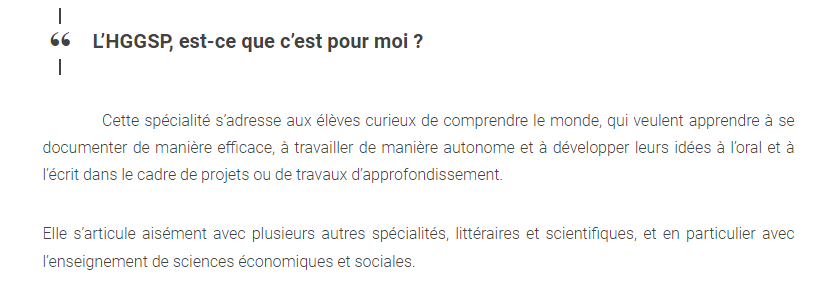 “ L’HGGSP, est-ce que c’est pour moi ?
Cette spécialité s’adresse aux élèves curieux de comprendre le monde, qui veulent apprendre à se
documenter de manière efficace, à travailler de manière autonome et à développer leurs idées à l’oral et à
l’écrit dans le cadre de projets ou de travaux d’approfondissement.
Elle s’articule aisément avec plusieurs autres spécialités, littéraires et scientifiques, et en particulier avec
l’enseignement de sciences économiques et sociales.